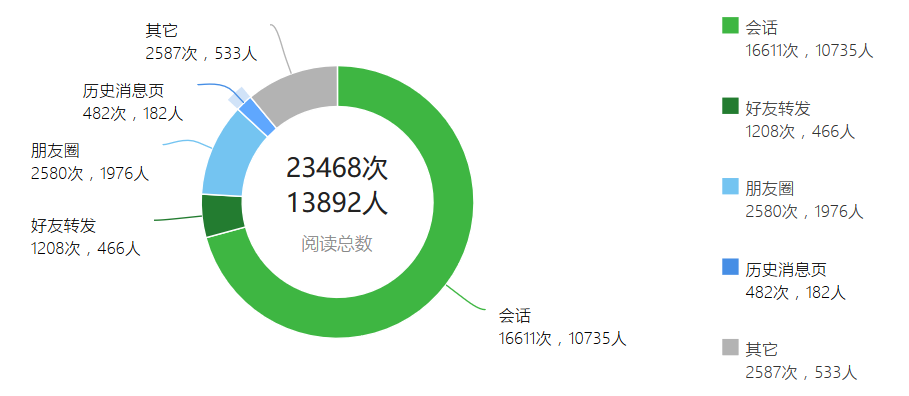 其它
2587次，533人
历史消息页
482次，182人
朋友圈
2580次，1976人
好友转发
1208次，466人
23468次
13892人
阅读总数
会话
16611次，10735人
会话
16611次，10735人
好友转发
1208次，466人
朋友圈
2580次，1976人
历史消息页
482次，182人
其它
2587次，533人